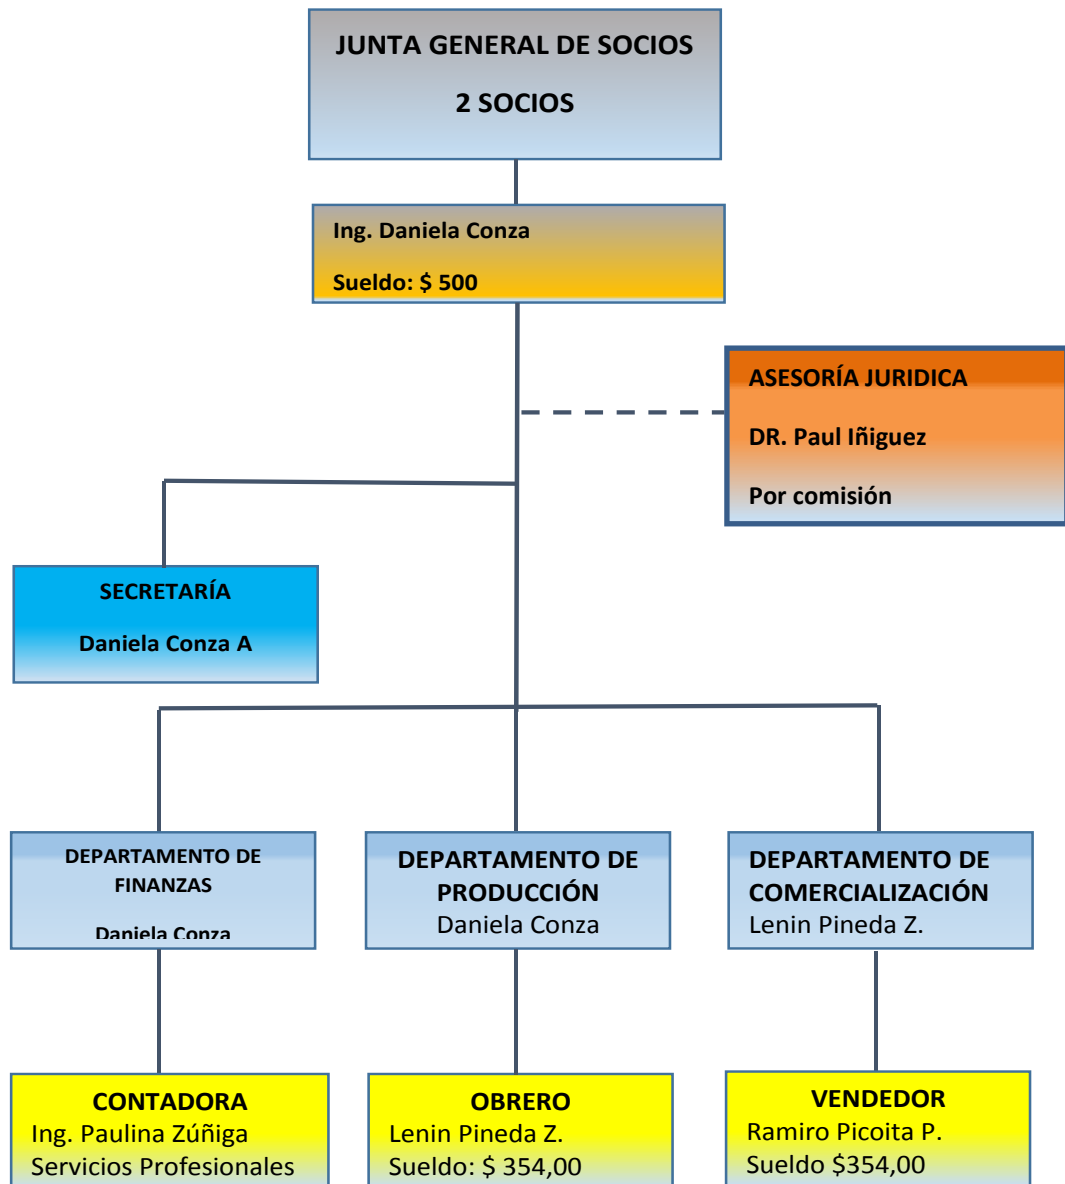 JUNTA GENERAL DE SOCIOS
2 SOCIOS
Ing. Daniela Conza
Sueldo: $ 500
ASESORÍA JURIDICA
DR. Paul Iñiguez
Por comisión
SECRETARÍA
Daniela Conza A
DEPARTAMENTO DE
FINANZAS
Daniela Conza
DEPARTAMENTO DE
PRODUCCIÓN
Daniela Conza
DEPARTAMENTO DE
COMERCIALIZACIÓN
Lenin Pineda Z.
CONTADORA
Ing. Paulina Zúñiga
Servicios Profesionales
OBRERO
Lenin Pineda Z.
Sueldo: $ 354,00
VENDEDOR
Ramiro Picoita P.
Sueldo $354,00